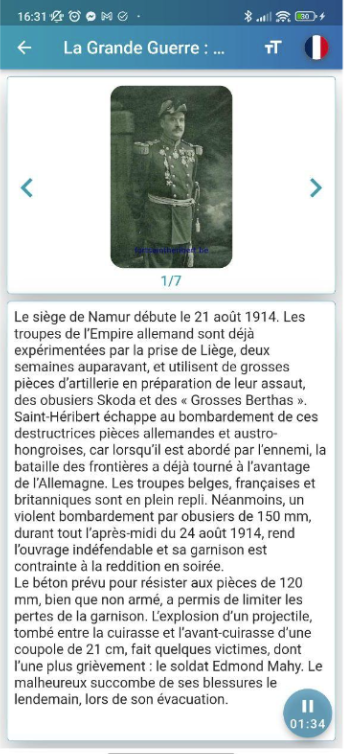 16:31
30
La Grande Guerre : ...
1/7
Le siège de Namur débute le 21 août 1914. Les
troupes de l'Empire allemand sont déjà
expérimentées par la prise de Liège, deux
semaines auparavant, et utilisent de grosses
pièces d'artillerie en préparation de leur assaut,
des obusiers Skoda et des « Grosses Berthas ».
Saint-Héribert échappe au bombardement de ces
destructrices pièces allemandes et austro-
hongroises, car lorsqu'il est abordé par l'ennemi, la
bataille des frontières a déjà tourné à l'avantage
de l'Allemagne. Les troupes belges, françaises et
britanniques sont en plein repli. Néanmoins, un
violent bombardement par obusiers de 150 mm,
durant tout l'après-midi du 24 août 1914, rend
l'ouvrage indéfendable et sa garnison est
contrainte à la reddition en soirée.
Le béton prévu pour résister aux pièces de 120
mm, bien que non armé, a permis de limiter les
pertes de la garnison. L'explosion d'un projectile,
tombé entre la cuirasse et l'avant-cuirasse d'une
coupole de 21 cm, fait quelques victimes, dont
l'une plus grièvement : le soldat Edmond Mahy. Le
malheureux succombe de ses blessures le
lendemain, lors de son évacuation.
01:34